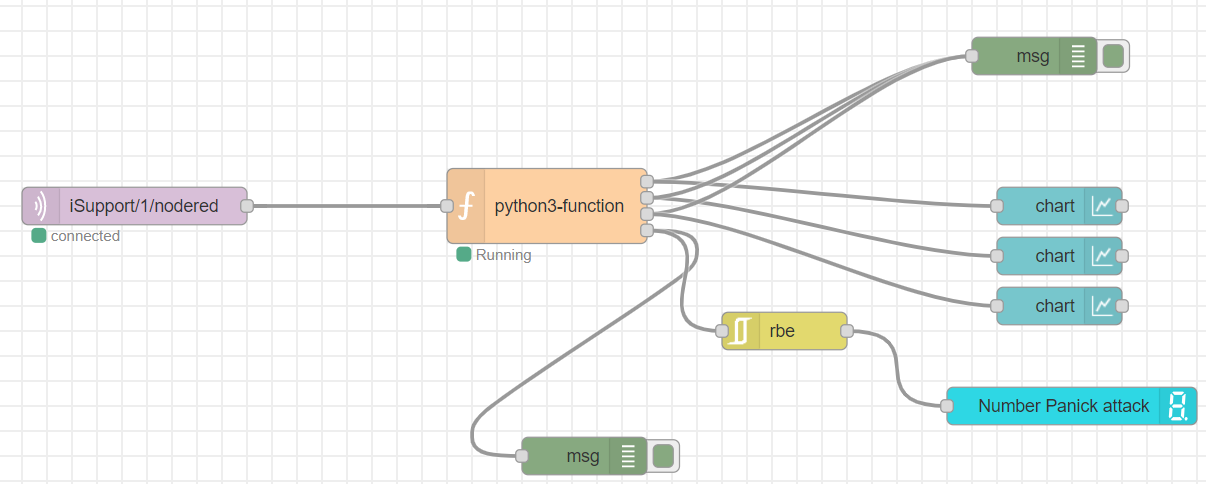 msg
iSupport/1/nodered
connected
python3-function
Running
chart
chart
chart
rbe
Number Panick attack
msg